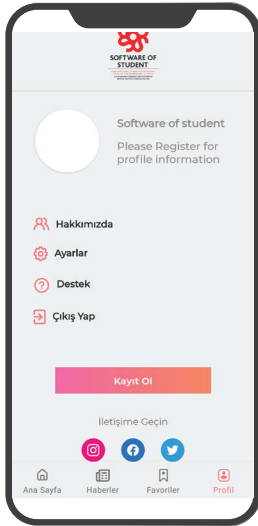 SOFTWARE OF
STUDENT
Software of student
Please Register for
profile information
Hakkımızda
Ayarlar
Destek
Çıkış Yap
Kayıt Ol
İletişime Geçin
Ana Sayfa Haberler Favoriler Profil